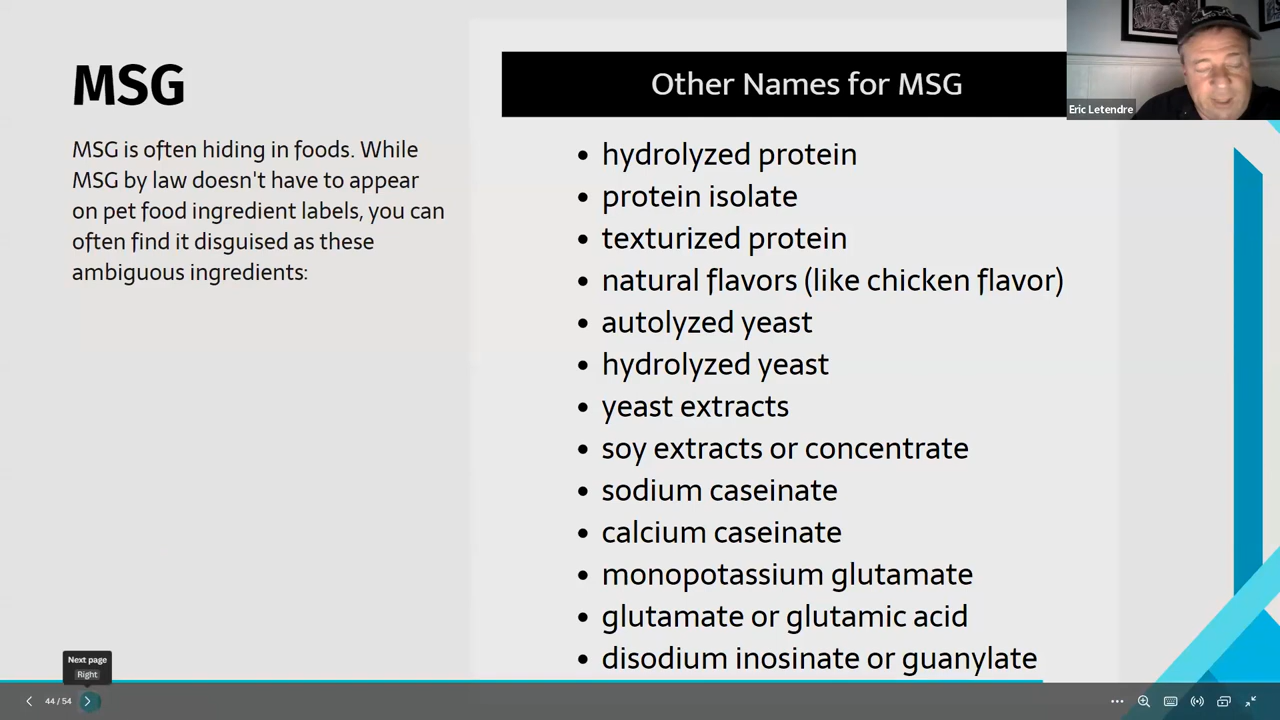 MSG
MSG is often hiding in foods. While
MSG by law doesn't have to appear
on pet food ingredient labels, you can
often find it disguised as these
ambiguous ingredients:
Other Names for MSG
• hydrolyzed protein
• protein isolate
• texturized protein
• natural flavors (like chicken flavor)
• autolyzed yeast
• hydrolyzed yeast
• yeast extracts
• soy extracts or concentrate
• sodium caseinate
• calcium caseinate
• monopotassium glutamate
• glutamate or glutamic acid
• disodium inosinate or guanylate
Eric Letendre
Next page
Right
44 / 54